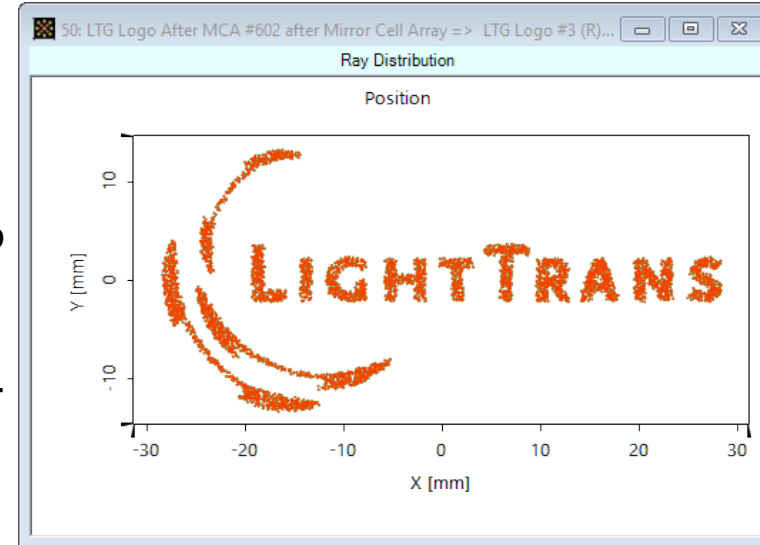 50: LTG Logo After MCA #602 after Mirror Cell Array => LTG Logo #3 (R)...
Ray Distribution
Position
10
0
-10
Y [mm]
LIGHTTRANS
-30 -20 -10 0 10 20 30
X [mm]